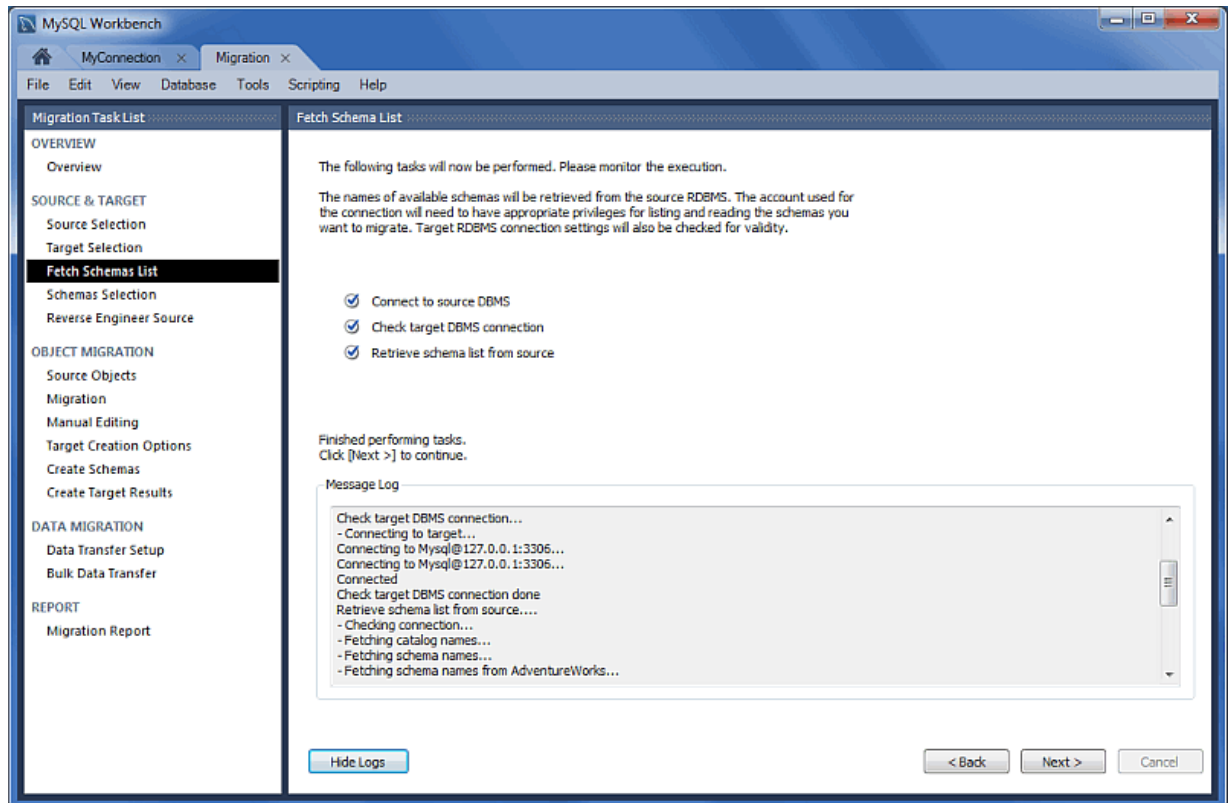 MySQL Workbench
MyConnection
Migration
File Edit View Database Tools Scripting Help
Migration Task List
OVERVIEW
Overview
SOURCE & TARGET
Source Selection
Target Selection
Fetch Schemas List
Schemas Selection
Reverse Engineer Source
OBJECT MIGRATION
Source Objects
Migration
Manual Editing
Target Creation Options
Create Schemas
Create Target Results
DATA MIGRATION
Data Transfer Setup
Bulk Data Transfer
REPORT
Migration Report
Fetch Schema List
The following tasks will now be performed. Please monitor the execution.
The names of available schemas will be retrieved from the source RDBMS. The account used for
the connection will need to have appropriate privileges for listing and reading the schemas you
want to migrate. Target RDBMS connection settings will also be checked for validity.
Connect to source DBMS
Check target DBMS connection
Retrieve schema list from source
Finished performing tasks.
Click [Next >] to continue.
Message Log
Check target DBMS connection...
- Connecting to target...
Connecting to Mysql@127.0.0.1:3306...
Connecting to Mysql@127.0.0.1:3306...
Connected
Check target DBMS connection done
Retrieve schema list from source....
- Checking connection...
- Fetching catalog names...
- Fetching schema names...
- Fetching schema names from AdventureWorks...
Hide Logs
< Back
Next >
Cancel